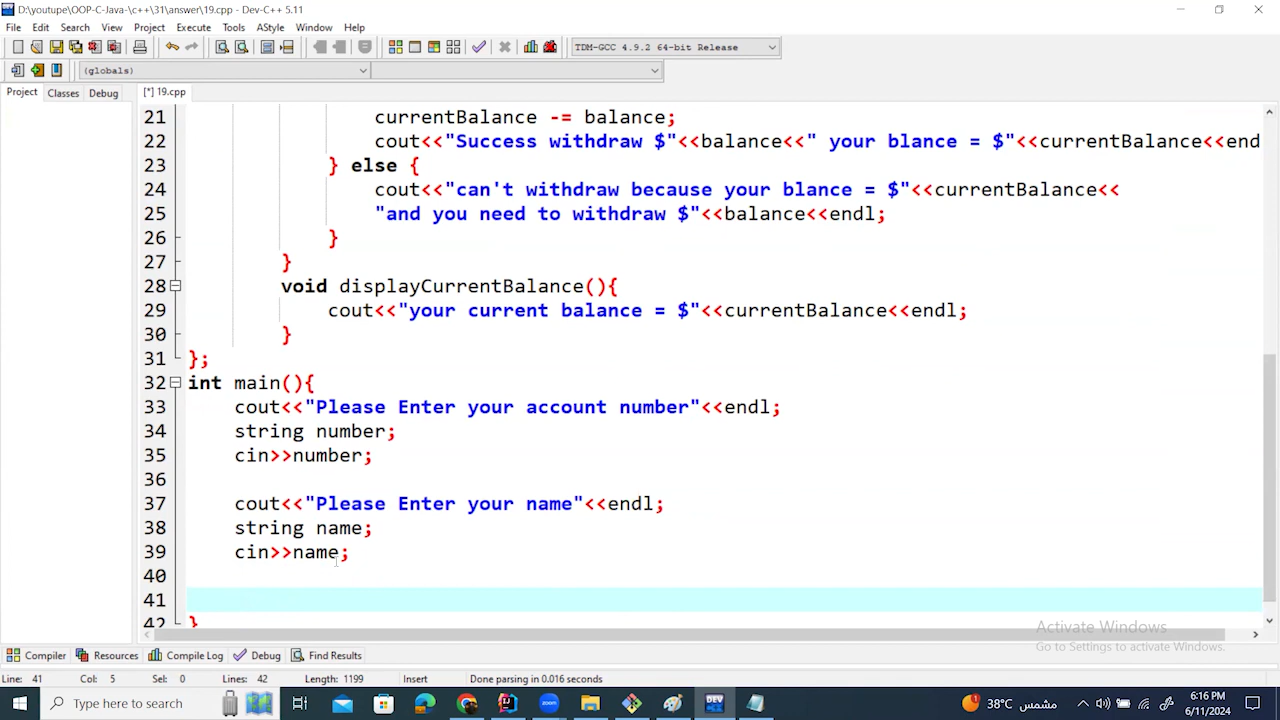 D:\youtupe\OOP-C-Java-\c++\31\answer\19.cpp - Dev-C++ 5.11
File Edit Search View Project Execute Tools AStyle Window Help
TDM-GCC 4.9.2 64-bit Release
(globals)
Project Classes Debug [*] 19.cpp
21 currentBalance -= balance;
22 cout<<"Success withdraw $"<<balance<<" your blance = $"<<currentBalance<<end
23 } else {
24 cout<<"can't withdraw because your blance = $"<<currentBalance<<
25 "and you need to withdraw $"<<balance<<endl;
26 }
27 }
28 void displayCurrentBalance(){
29 cout<<"your current balance = $"<<currentBalance<<endl;
30 }
31 };
32 int main(){
33 cout<<"Please Enter your account number"<<endl;
34 string number;
35 cin>>number;
36
37 cout<<"Please Enter your name"<<endl;
38 string name;
39 cin>>name;
40
41
42 }
Activate Windows
Go to Settings to activate Windows.
Compiler Resources Compile Log Debug Find Results
Line: 41 Col: 5 Sel: 0 Lines: 42 Length: 1199 Insert Done parsing in 0.016 seconds
Type here to search zoom DEV 38°C مشمس 6:16 PM
6/11/2024